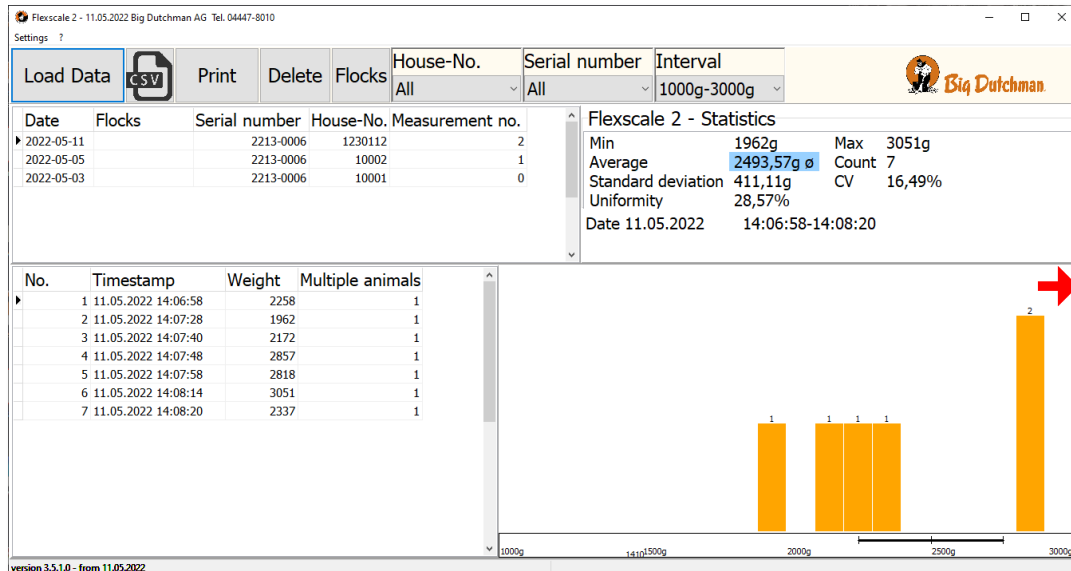 Flexscale 2 - 11.05.2022 Big Dutchman AG Tel. 04447-8010
Settings ?
Load Data CSV Print Delete Flocks House-No. Serial number Interval
All All 1000g-3000g
Big Dutchman
Date Flocks Serial number House-No. Measurement no.
2022-05-11 2213-0006 1230112 2
2022-05-05 2213-0006 10002 1
2022-05-03 2213-0006 10001 0
Flexscale 2 - Statistics
Min 1962g Max 3051g
Average 2493,57g ø Count 7
Standard deviation 411,11g CV 16,49%
Uniformity 28,57%
Date 11.05.2022 14:06:58-14:08:20
No. Timestamp Weight Multiple animals
1 11.05.2022 14:06:58 2258 1
2 11.05.2022 14:07:28 1962 1
3 11.05.2022 14:07:40 2172 1
4 11.05.2022 14:07:48 2857 1
5 11.05.2022 14:07:58 2818 1
6 11.05.2022 14:08:14 3051 1
7 11.05.2022 14:08:20 2337 1
2
1 1 1 1
1000g 1410 1500g 2000g 2500g 3000g
version 3.5.1.0 - from 11.05.2022